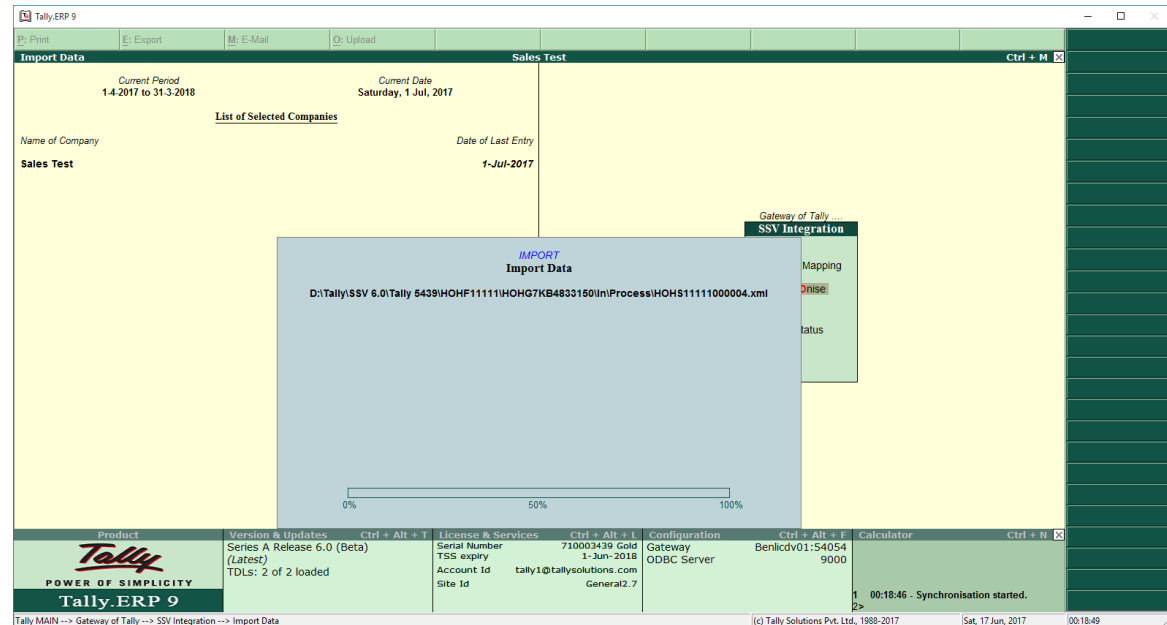 Tally.ERP 9
P: Print E: Export M: E-Mail O: Upload
Import Data Sales Test Ctrl + M
Current Period Current Date
1-4-2017 to 31-3-2018 Saturday, 1 Jul, 2017
List of Selected Companies
Name of Company Date of Last Entry
Sales Test 1-Jul-2017
Gateway of Tally ....
SSV Integration
Mapping
tatus
IMPORT
Import Data
D:\Tally\SSV 6.0\Tally 5439\HOHF11111\HOHG7KB4833150\In\Process\HOHS11111000004.xml
0% 50% 100%
Product
Tally
POWER OF SIMPLICITY
Tally.ERP 9
Version & Updates Ctrl + Alt + T
Series A Release 6.0 (Beta)
(Latest)
TDLs: 2 of 2 loaded
License & Services Ctrl + Alt + L
Serial Number 710003439 Gold
TSS expiry 1-Jun-2018
Account Id tally1@tallysolutions.com
Site Id General2.7
Configuration Ctrl + Alt + F
Gateway Benlicdv01:54054
ODBC Server 9000
Calculator Ctrl + N
1 00:18:46 - Synchronisation started.
2>
Tally MAIN --> Gateway of Tally --> SSV Integration --> Import Data (c) Tally Solutions Pvt. Ltd., 1988-2017 Sat, 17 Jun, 2017 00:18:49